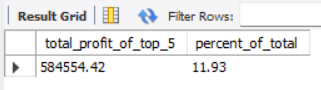 Result Grid Filter Rows:
total_profit_of_top_5 percent_of_total
584554.42 11.93